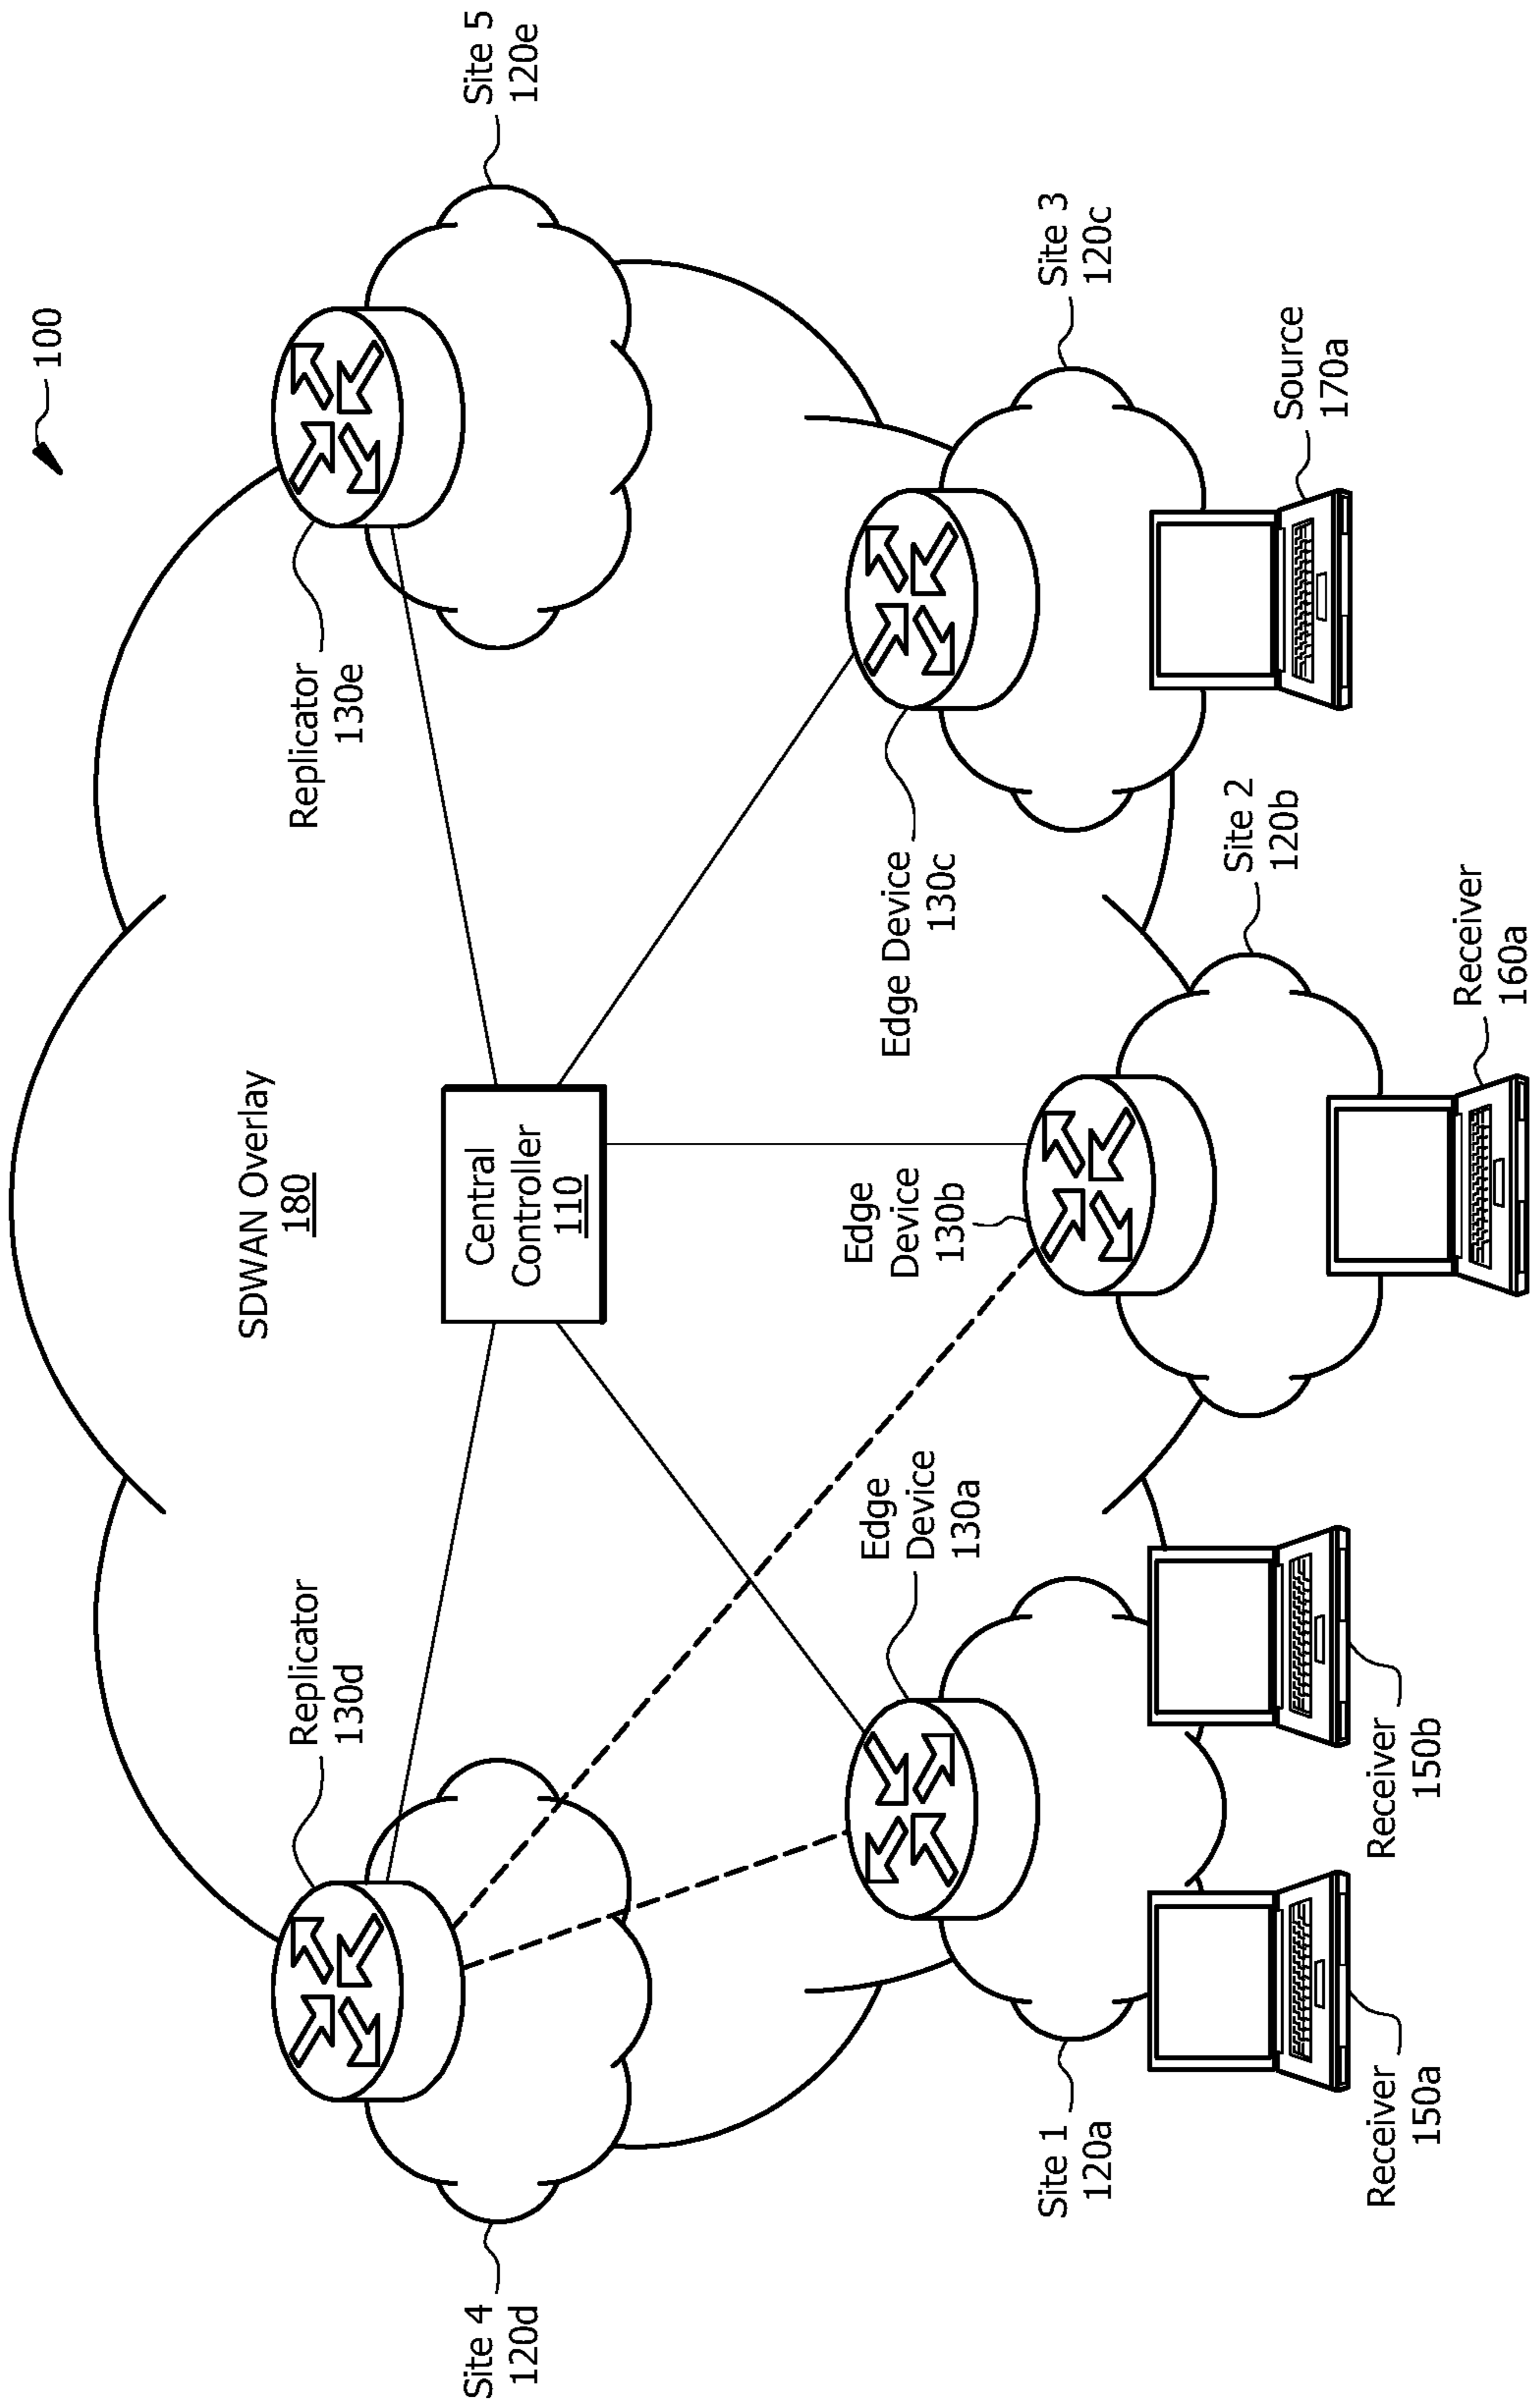 100
SDWAN Overlay
180
Replicator
130d
Replicator
130e
Site 4
120d
Central
Controller
110
Site 5
120e
Edge
Device
130a
Edge
Device
130b
Edge Device
130c
Site 1
120a
Site 2
120b
Site 3
120c
Receiver
150a
Receiver
150b
Receiver
160a
Source
170a